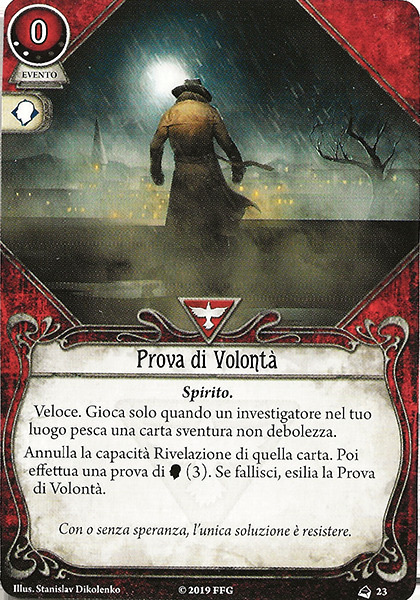 0
EVENTO
Prova di Volontà
Spirito.
Veloce. Gioca solo quando un investigatore nel tuo
luogo pesca una carta sventura non debolezza.
Annulla la capacità Rivelazione di quella carta. Poi
effettua una prova di (3). Se fallisci, esilia la Prova
di Volontà.
Con o senza speranza, l'unica soluzione è resistere.
Illus. Stanislav Dikolenko © 2019 FFG 23